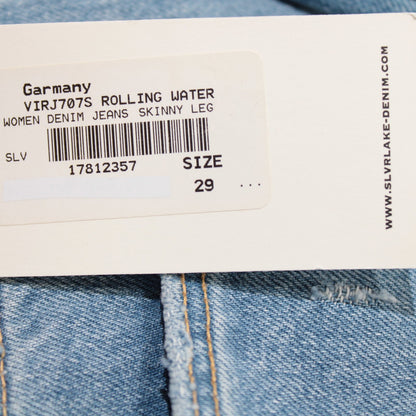 Garmany
VIRJ707S ROLLING WATER
WOMEN DENIM JEANS SKINNY LEG
SLV
17812357
SIZE
29
...
WWW.SLVRLAKE-DENIM.COM